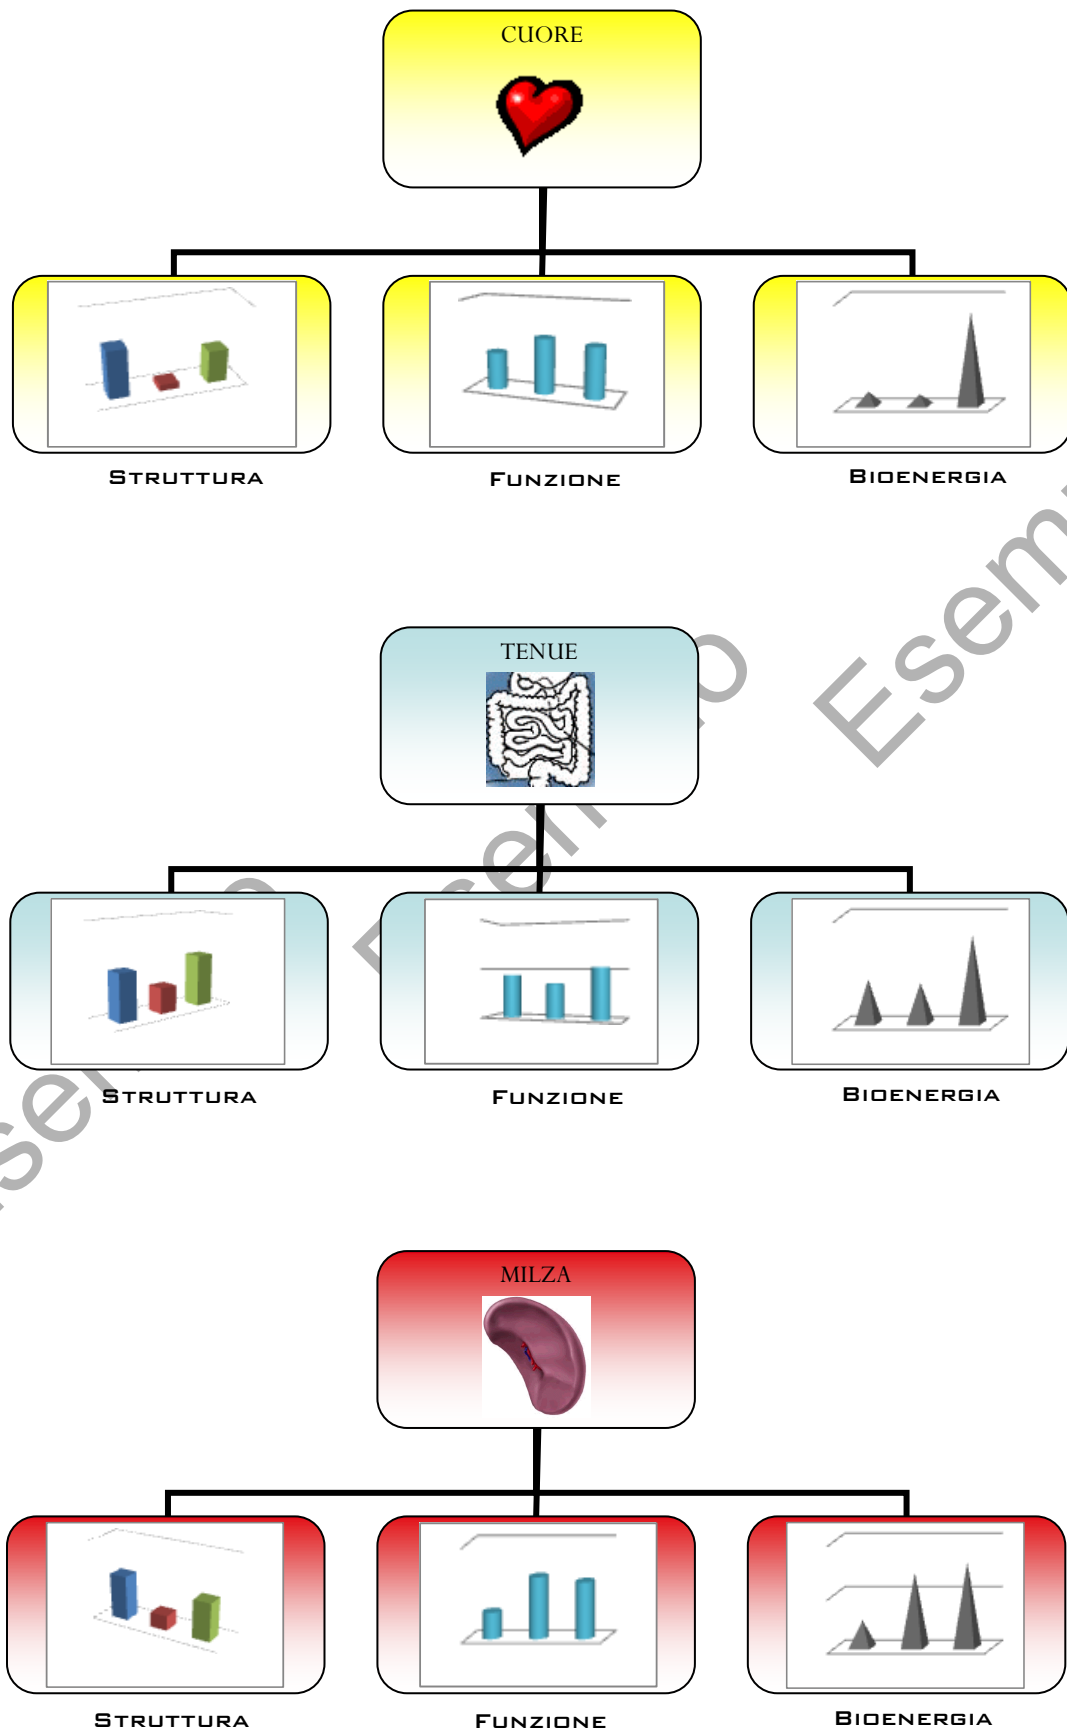 CUORE
STRUTTURA
FUNZIONE
BIOENERGIA
TENUE
STRUTTURA
FUNZIONE
BIOENERGIA
MILZA
STRUTTURA
FUNZIONE
BIOENERGIA